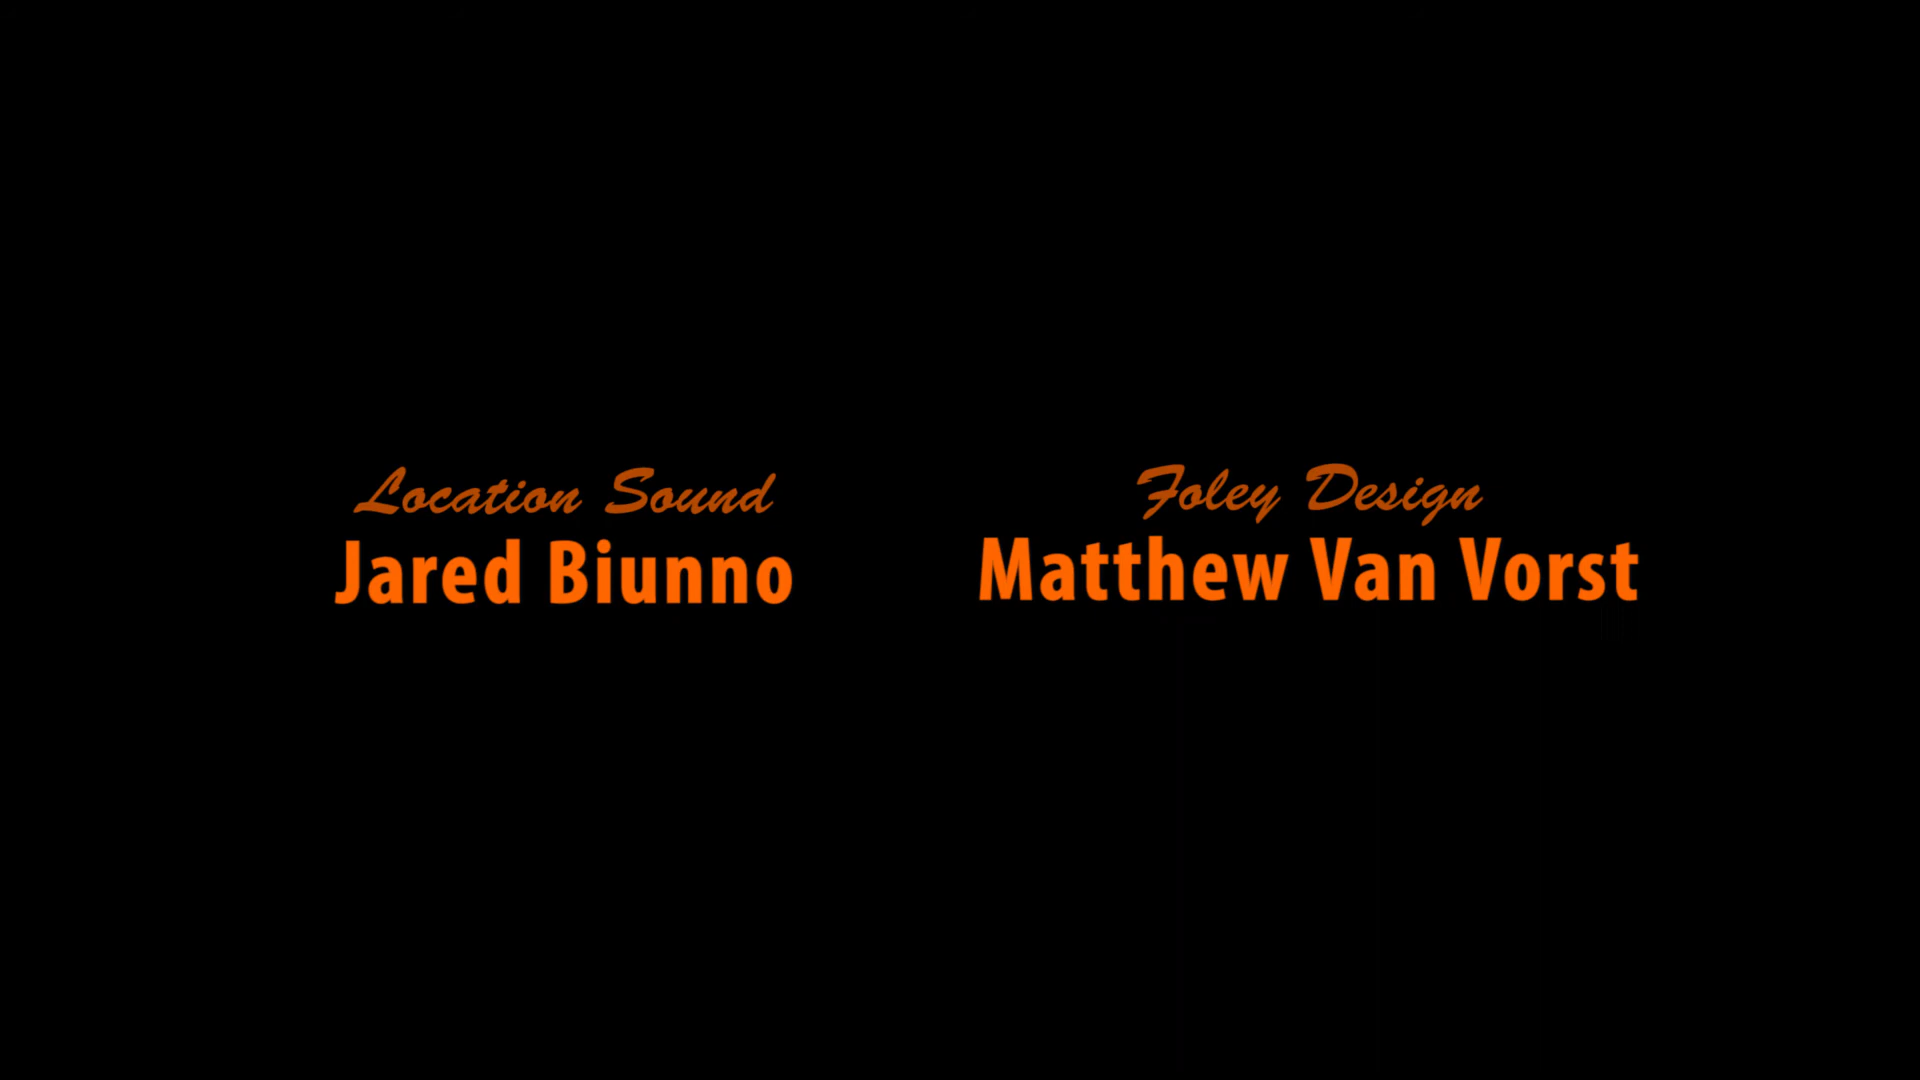 Location Sound
Jared Biunno
Foley Design
Matthew Van Vorst